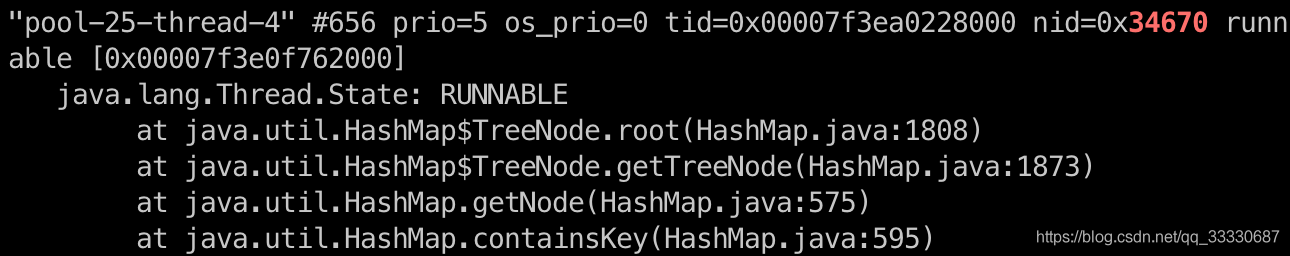 "pool-25-thread-4" #656 prio=5 os_prio=0 tid=0x00007f3ea0228000 nid=0x34670 runn
able [0x00007f3e0f762000]
java.lang.Thread.State: RUNNABLE
at java.util.HashMap$TreeNode.root(HashMap.java:1808)
at java.util.HashMap$TreeNode.getTreeNode(HashMap.java:1873)
at java.util.HashMap.getNode(HashMap.java:575)
at java.util.HashMap.containsKey(HashMap.java:595)
https://blog.csdn.net/qq_33330687